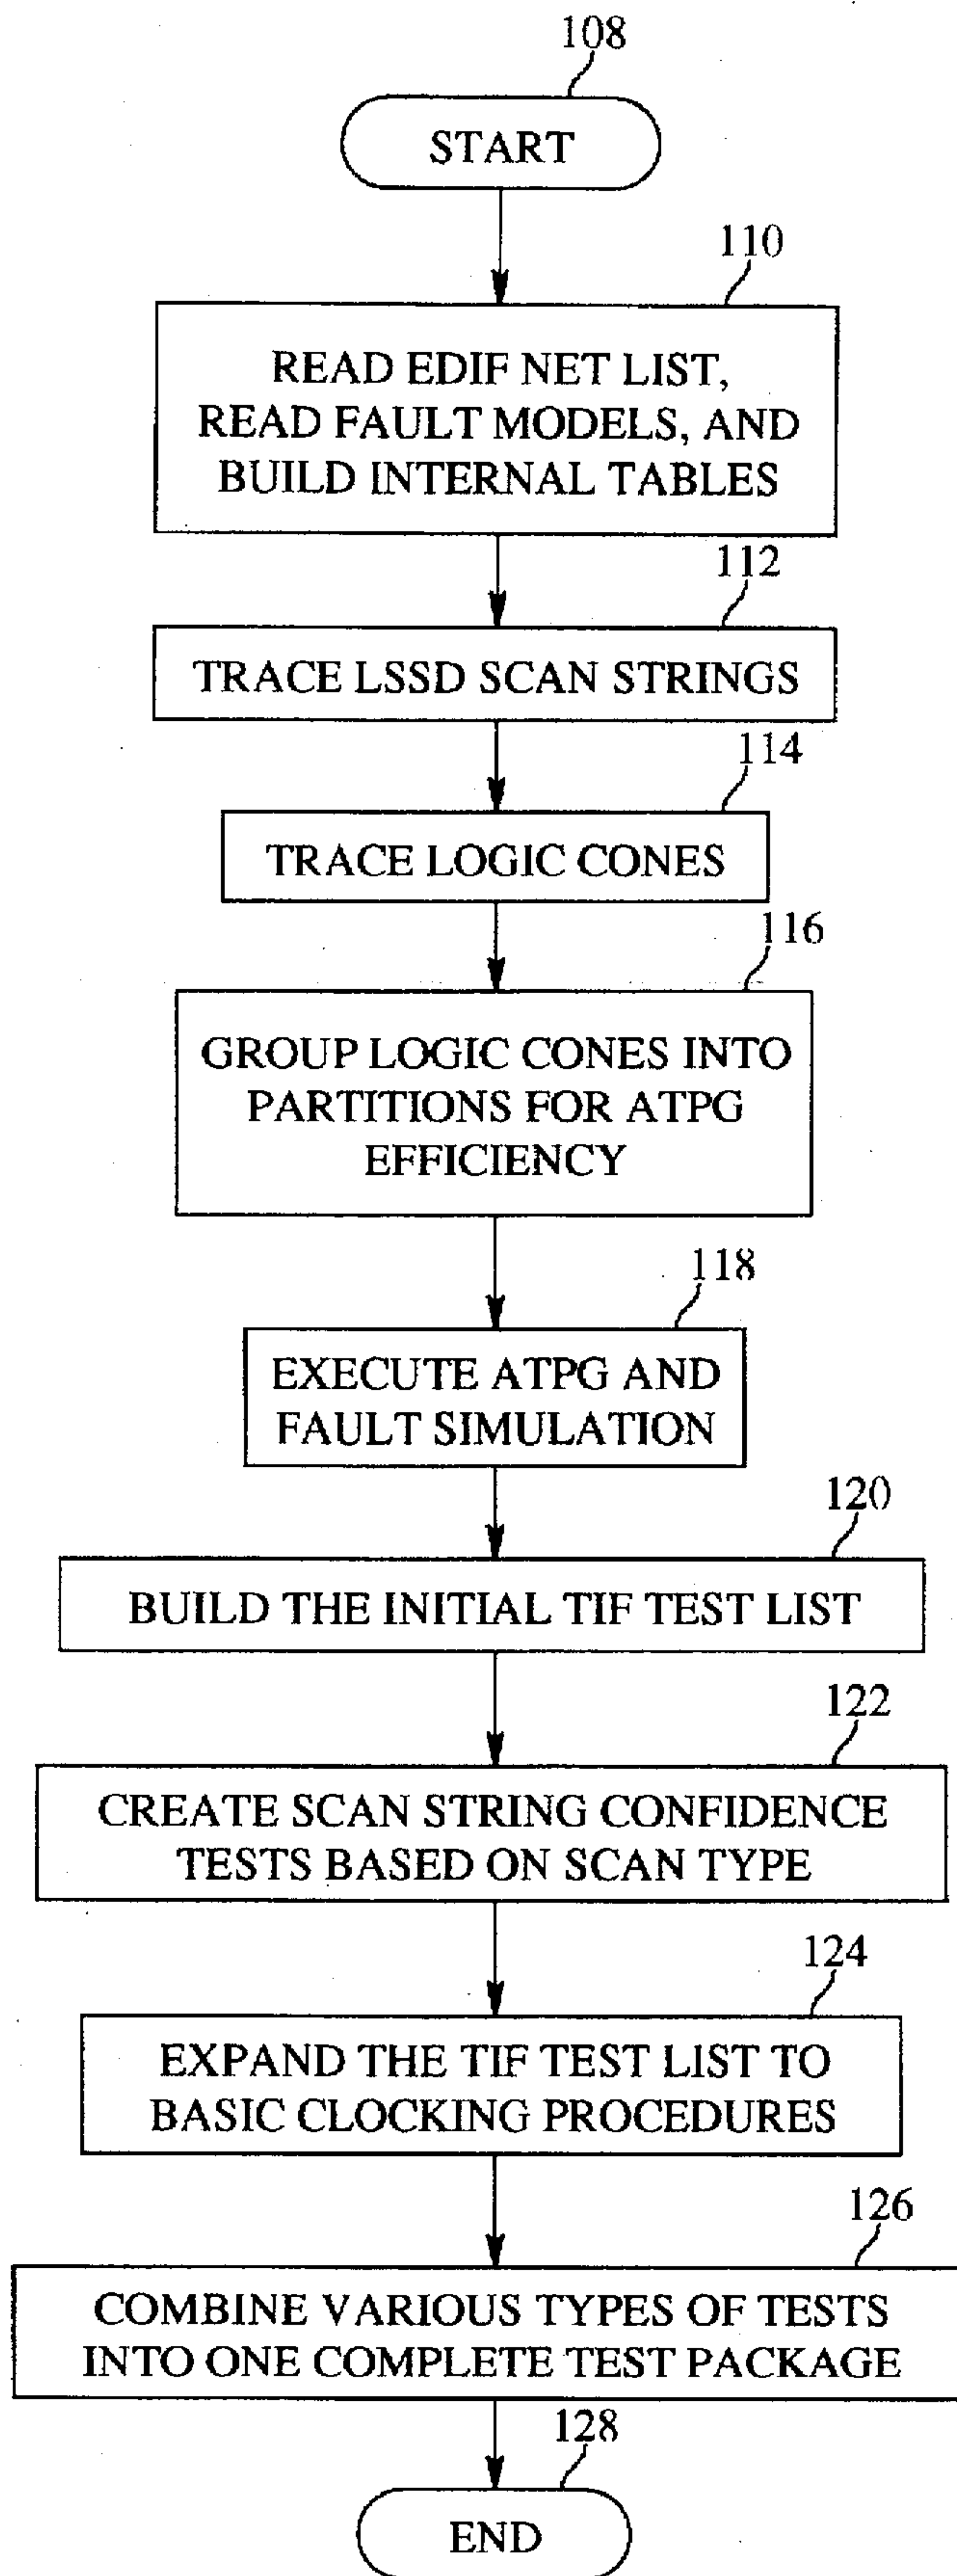 108
START
110
READ EDIF NET LIST,
READ FAULT MODELS, AND
BUILD INTERNAL TABLES
112
TRACE LSSD SCAN STRINGS
114
TRACE LOGIC CONES
116
GROUP LOGIC CONES INTO
PARTITIONS FOR ATPG
EFFICIENCY
118
EXECUTE ATPG AND
FAULT SIMULATION
120
BUILD THE INITIAL TIF TEST LIST
122
CREATE SCAN STRING CONFIDENCE
TESTS BASED ON SCAN TYPE
124
EXPAND THE TIF TEST LIST TO
BASIC CLOCKING PROCEDURES
126
COMBINE VARIOUS TYPES OF TESTS
INTO ONE COMPLETE TEST PACKAGE
128
END